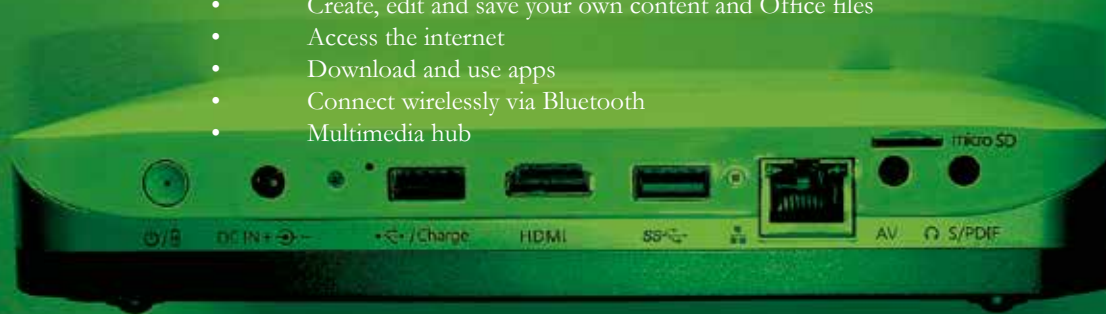 • Create, edit and save your own content and Office files
• Access the internet
• Download and use apps
• Connect wirelessly via Bluetooth
• Multimedia hub
micro SD
DC IN + -
/Charge
HDMI
SS
AV
S/PDIF